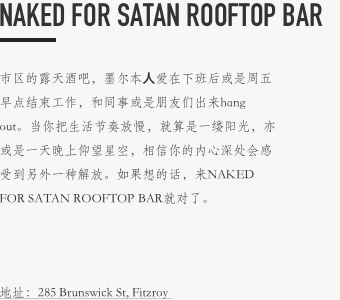 NAKED FOR SATAN ROOFTOP BAR
市区的露天酒吧，墨尔本人爱在下班后或是周五
早点结束工作，和同事或是朋友们出来hang
out。当你把生活节奏放慢，就算是一缕阳光，亦
或是一天晚上仰望星空，相信你的内心深处会感
受到另外一种解放。如果想的话，来NAKED
FOR SATAN ROOFTOP BAR就对了。
地址：285 Brunswick St, Fitzroy